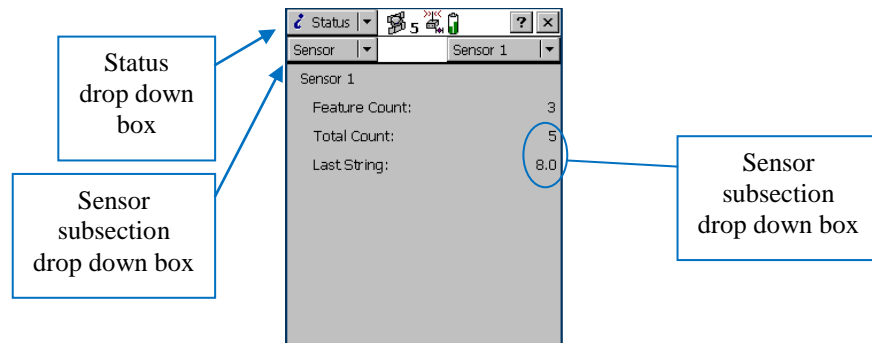 Status
5
?
×
Sensor
Sensor 1
Sensor 1
Feature Count: 3
Total Count: 5
Last String: 8.0
Status
drop down
box
Sensor
subsection
drop down box
Sensor
subsection
drop down box